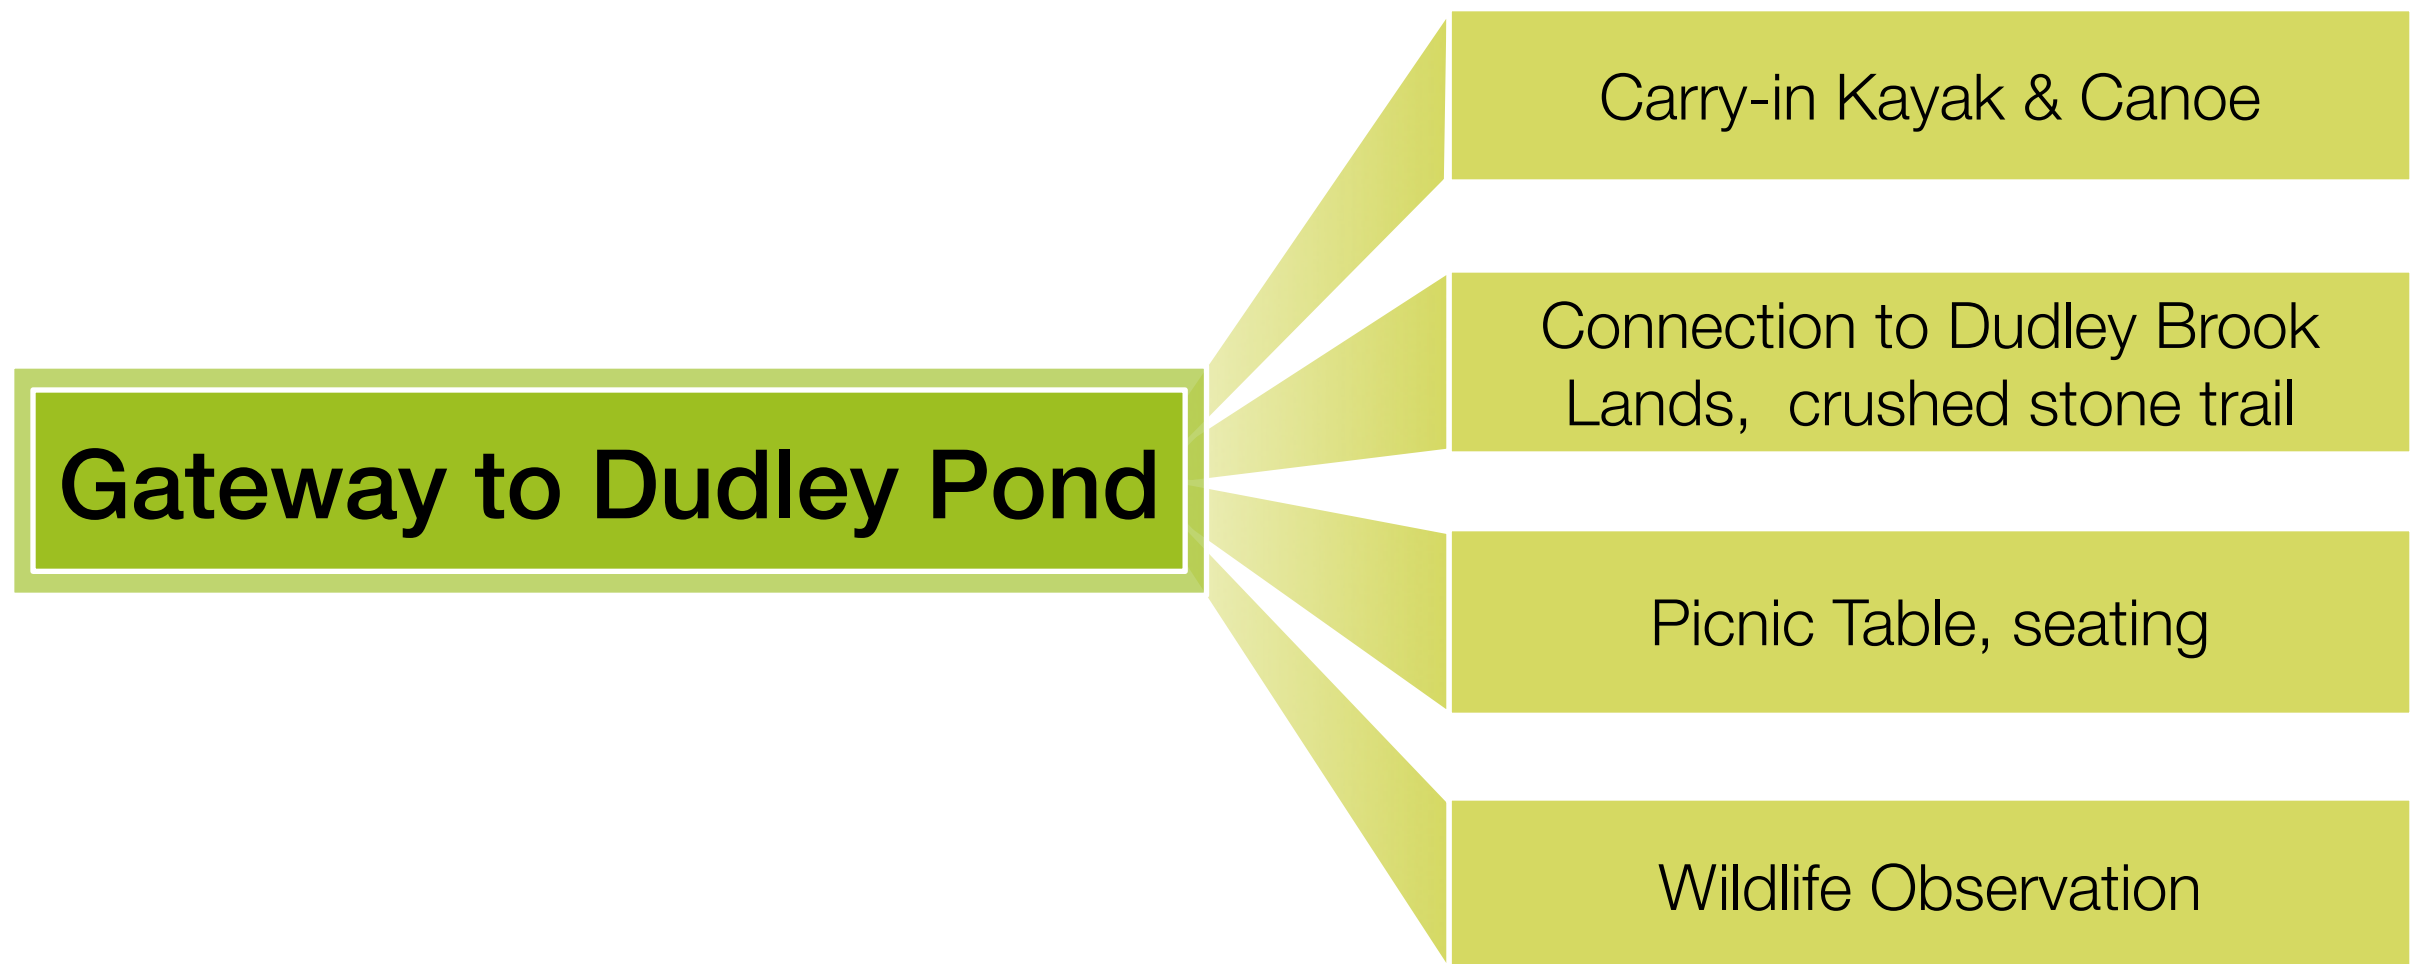 Gateway to Dudley Pond
Carry-in Kayak & Canoe
Connection to Dudley Brook
Lands,  crushed stone trail
Picnic Table, seating
Wildlife Observation